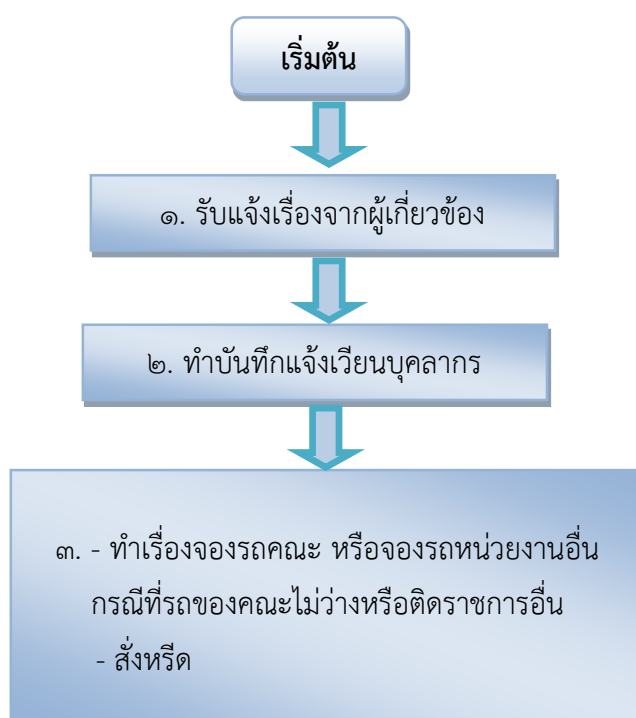 เริ่มต้น
๑. รับแจ้งเรื่องจากผู้เกี่ยวข้อง
๒. ทำบันทึกแจ้งเวียนบุคลากร
๓. - ทำเรื่องจองรถคณะ หรือจองรถหน่วยงานอื่น
กรณีที่รถของคณะไม่ว่างหรือติดราชการอื่น
- สั่งหรีด